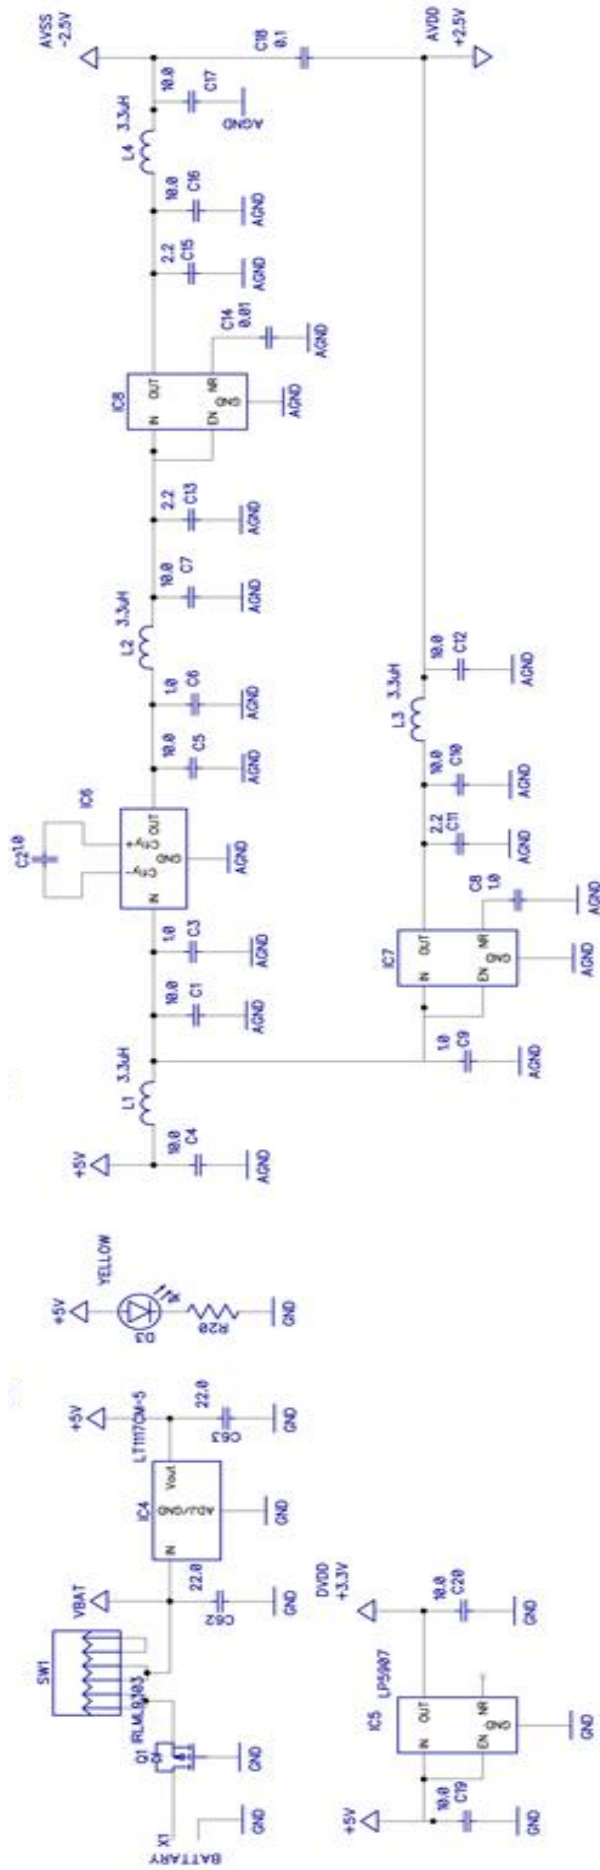 BATTARY
X1
GND
Q1
IRLML9303
GND
SW1
VBAT
22.0
C62
GND
IC4
LT1117CM-5
IN
Vout
ADJ/GND
GND
+5V
22.0
C63
GND
+5V
YELLOW
D3
R20
1K
GND
+5V
10.0
C19
GND
IC5
LP5907
IN
OUT
EN
NR
GND
GND
DVDD
+3.3V
10.0
C20
GND
+5V
10.0
C4
AGND
L1
3.3uH
10.0
C1
AGND
1.0
C3
AGND
C2
1.0
IC6
IN
OUT
Cfly-
Cfly+
GND
AGND
10.0
C5
AGND
1.0
C6
AGND
L2
3.3uH
10.0
C7
AGND
2.2
C13
AGND
IC8
IN
OUT
EN
NR
GND
AGND
C14
0.01
AGND
2.2
C15
AGND
10.0
C16
AGND
L4
3.3uH
10.0
C17
AGND
AVSS
-2.5V
C18
0.1
AVDD
+2.5V
1.0
C9
AGND
IC7
IN
OUT
EN
NR
GND
AGND
C8
1.0
AGND
2.2
C11
AGND
10.0
C10
AGND
L3
3.3uH
10.0
C12
AGND